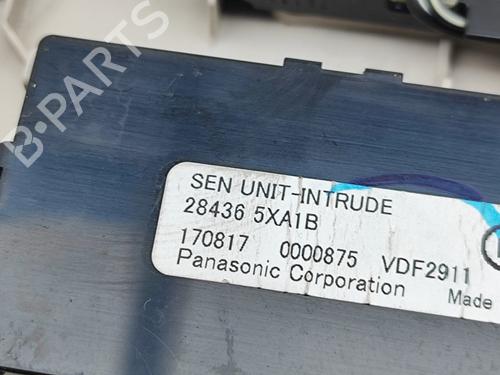 B-PARTS
SEN UNIT-INTRUDE
28436 5XA1B
170817 0000875 VDF2911
Panasonic Corporation Made